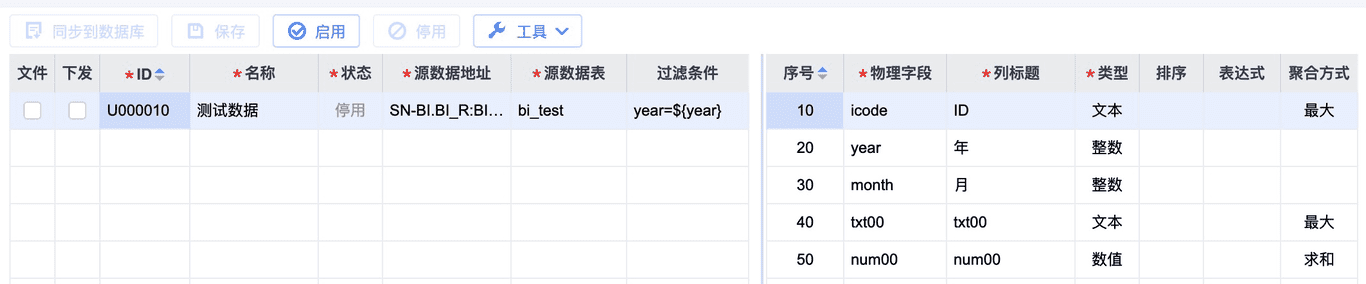 同步到数据库 保存 启用 停用 工具
文件 下发 *ID *名称 *状态 *源数据地址 *源数据表 过滤条件
U000010 测试数据 停用 SN-BI.BI_R:BI... bi_test year=${year}
序号 *物理字段 *列标题 *类型 排序 表达式 聚合方式
10 icode ID 文本 最大
20 year 年 整数
30 month 月 整数
40 txt00 txt00 文本 最大
50 num00 num00 数值 求和